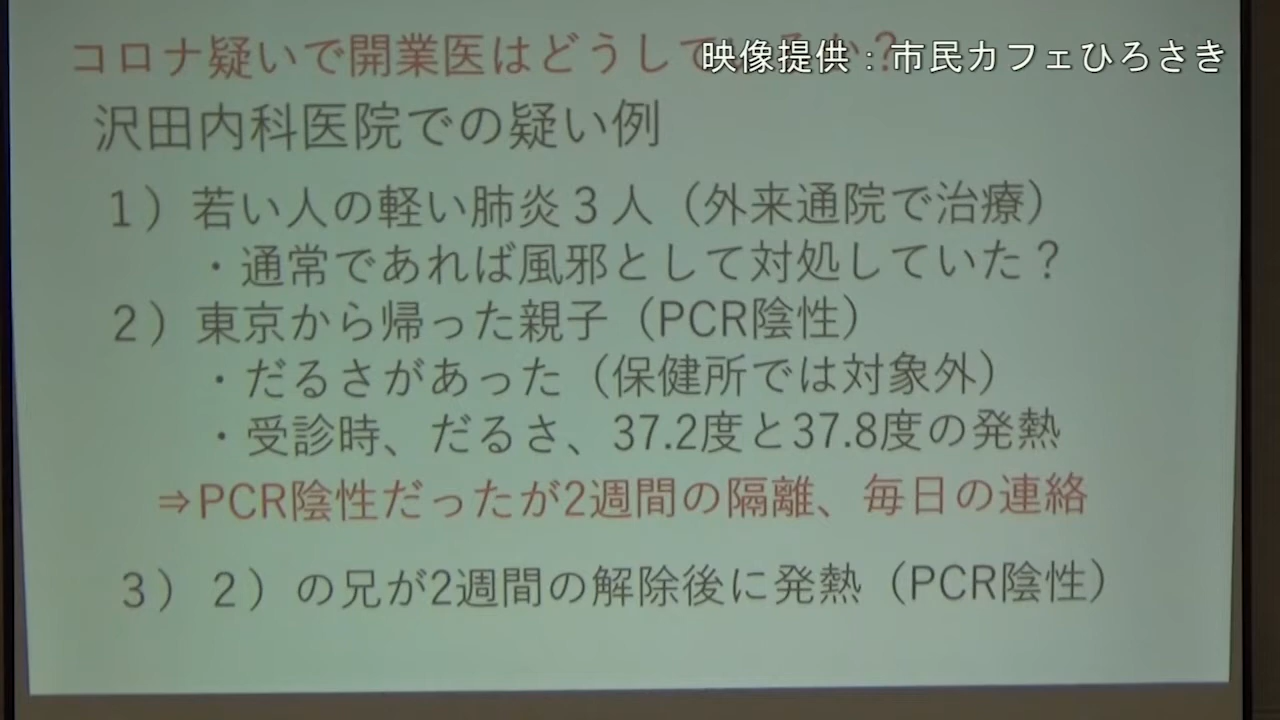 コロナ疑いで開業医はどうして
映像提供：市民カフェひろさき
沢田内科医院での疑い例
１）若い人の軽い肺炎３人（外来通院で治療）
・通常であれば風邪として対処していた？
２）東京から帰った親子（PCR陰性）
・だるさがあった（保健所では対象外）
・受診時、だるさ、37.2度と37.8度の発熱
⇒PCR陰性だったが2週間の隔離、毎日の連絡
３）２）の兄が2週間の解除後に発熱（PCR陰性）